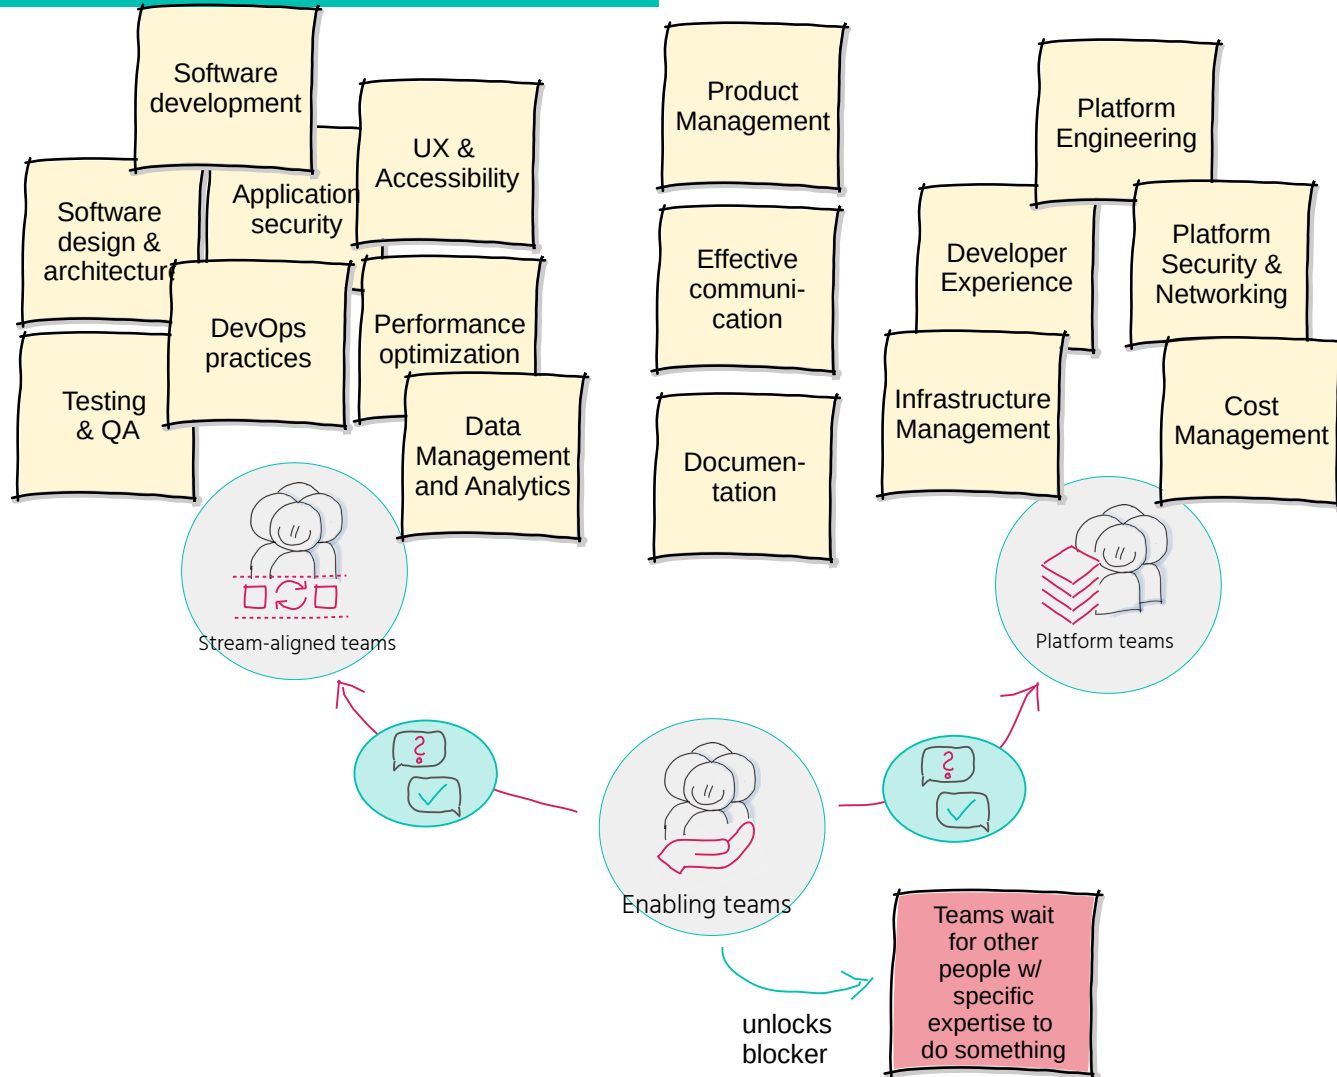 Software
development
UX &
Accessibility
Application
security
Software
design &
architectur
DevOps
practices
Performance
optimization
Testing
& QA
Data
Management
and Analytics
Product
Management
Effective
communi-
cation
Documen-
tation
Platform
Engineering
Developer
Experience
Platform
Security &
Networking
Infrastructure
Management
Cost
Management
Stream-aligned teams
Platform teams
?
?
Enabling teams
unlocks
blocker
Teams wait
for other
people w/
specific
expertise to
do something